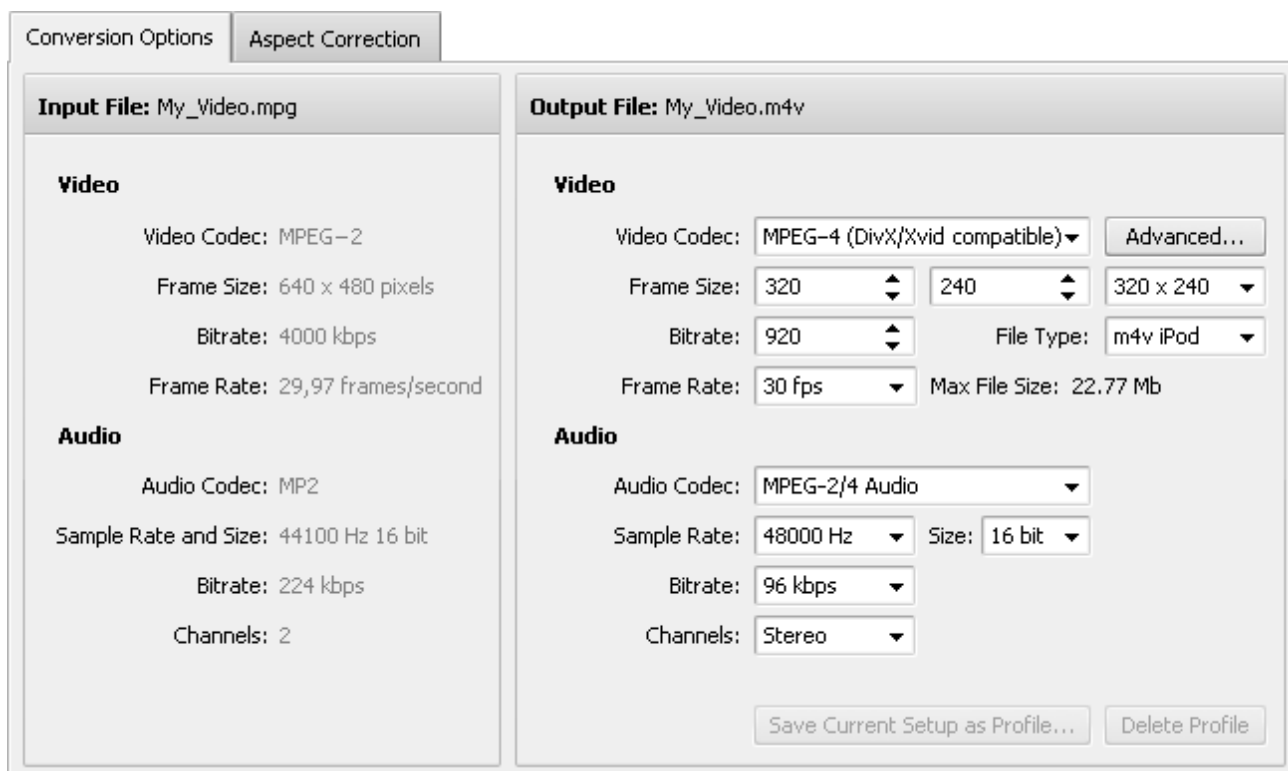 Conversion Options Aspect Correction
Input File: My_Video.mpg
Video
Video Codec: MPEG-2
Frame Size: 640 x 480 pixels
Bitrate: 4000 kbps
Frame Rate: 29,97 frames/second
Audio
Audio Codec: MP2
Sample Rate and Size: 44100 Hz 16 bit
Bitrate: 224 kbps
Channels: 2
Output File: My_Video.m4v
Video
Video Codec: MPEG-4 (DivX/Xvid compatible) Advanced...
Frame Size: 320 240 320 x 240
Bitrate: 920 File Type: m4v iPod
Frame Rate: 30 fps Max File Size: 22.77 Mb
Audio
Audio Codec: MPEG-2/4 Audio
Sample Rate: 48000 Hz Size: 16 bit
Bitrate: 96 kbps
Channels: Stereo
Save Current Setup as Profile... Delete Profile